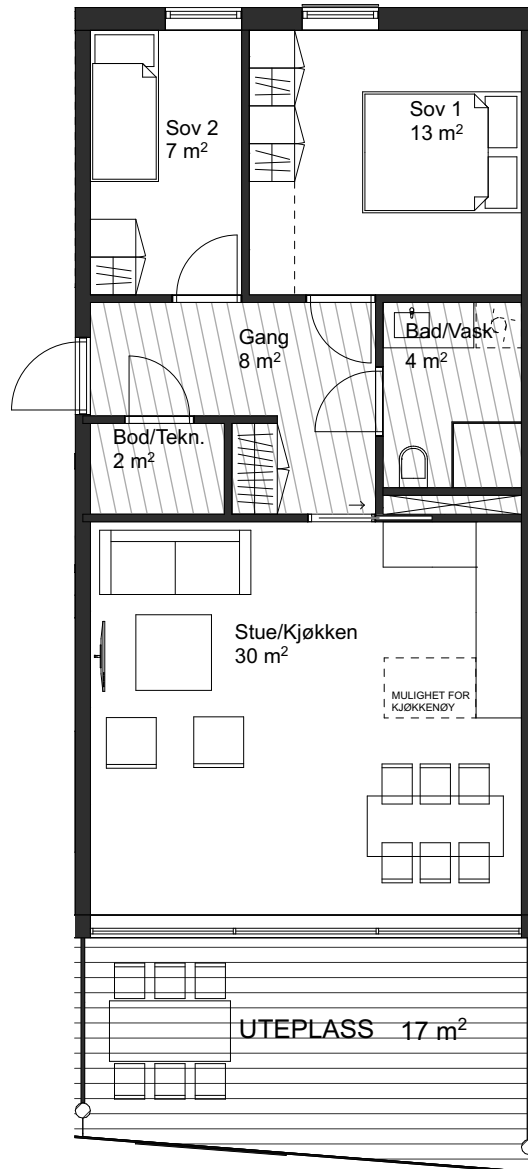 Sov 2
7 m²
Sov 1
13 m²
Gang
8 m²
Bad/Vask
4 m²
Bod/Tekn.
2 m²
Stue/Kjøkken
30 m²
MULIGHET FOR
KJØKKENØY
UTEPLASS 17 m²